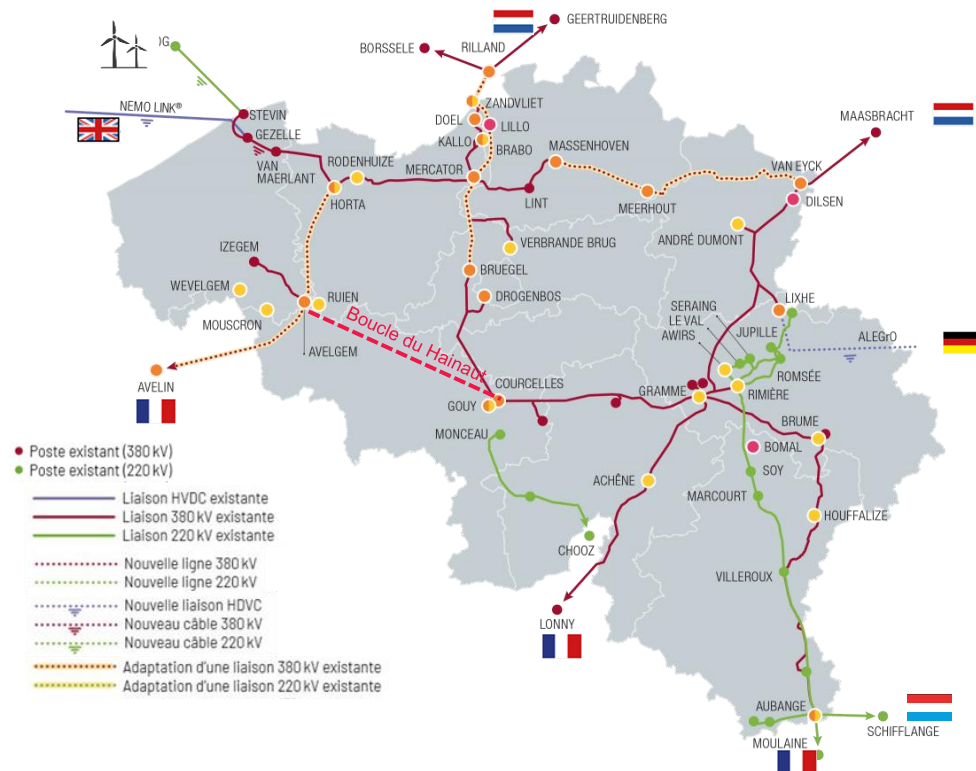 GEERTRUIDENBERG
BORSSELE
RILLAND
OG
NEMO LINK®
STEVIN
GEZELLE
VAN
MAERLANT
ZANDVLIET
DOEL
LILLO
KALLO
BRABO
MAASBRACHT
RODENHUIZE
MERCATOR
MASSENHOVEN
VAN EYCK
HORTA
LINT
MEERHOUT
DILSEN
IZEGEM
VERBRANDE BRUG
ANDRÉ DUMONT
WEVELGEM
BRUEGEL
RUIEN
DROGENBOS
MOUSCRON
SERAING
LE VAL
AWIRS
LIXHE
JUPILLE
ALEGrO
Boucle du Hainaut
AVELGEM
AVELIN
COURCELLES
GOUY
GRAMME
ROMSÉE
RIMIÈRE
MONCEAU
BRUME
BOMAL
SOY
ACHÊNE
MARCOURT
HOUFFALIZE
CHOOZ
VILLEROUX
LONNY
AUBANGE
SCHIFFLANGE
MOULAINE
Poste existant (380 kV)
Poste existant (220 kV)
Liaison HVDC existante
Liaison 380 kV existante
Liaison 220 kV existante
Nouvelle ligne 380 kV
Nouvelle ligne 220 kV
Nouvelle liaison HDVC
Nouveau câble 380 kV
Nouveau câble 220 kV
Adaptation d'une liaison 380 kV existante
Adaptation d'une liaison 220 kV existante